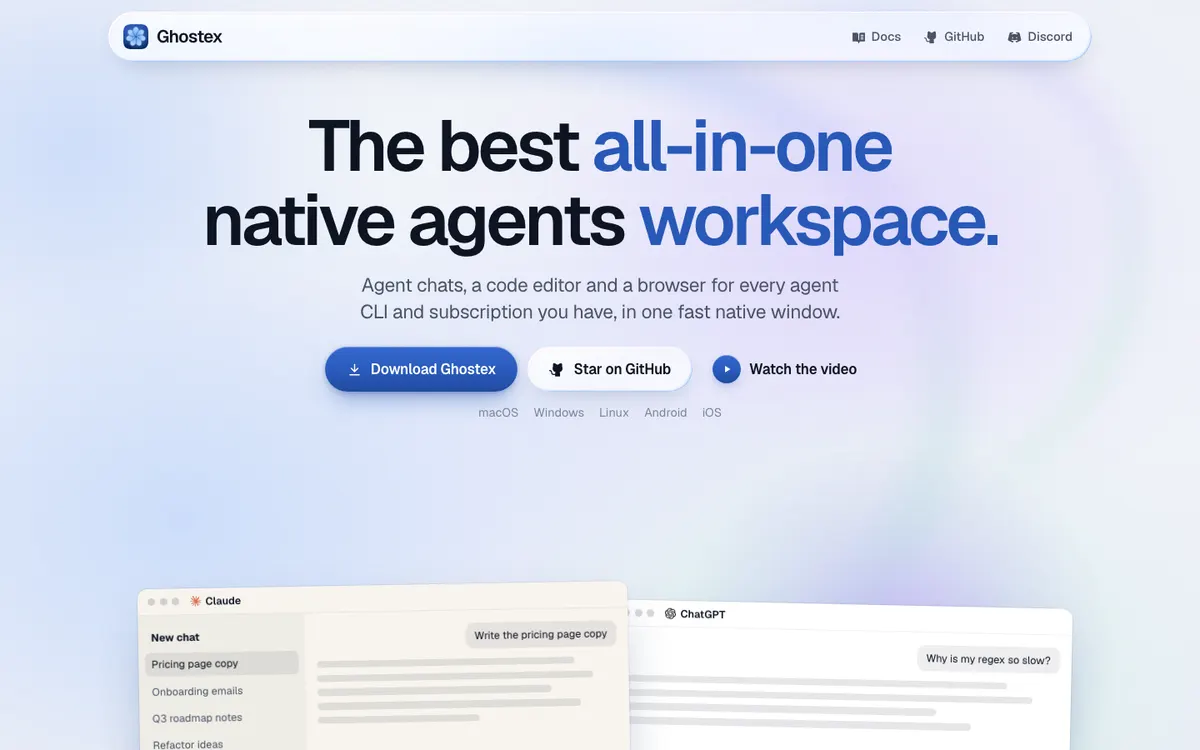 Ghostex
Docs
GitHub
Discord
The best all-in-one
native agents workspace.
Agent chats, a code editor and a browser for every agent
CLI and subscription you have, in one fast native window.
Download Ghostex
Star on GitHub
Watch the video
macOS
Windows
Linux
Android
iOS
Claude
New chat
Pricing page copy
Onboarding emails
Q3 roadmap notes
Refactor ideas
Write the pricing page copy
ChatGPT
Why is my regex so slow?